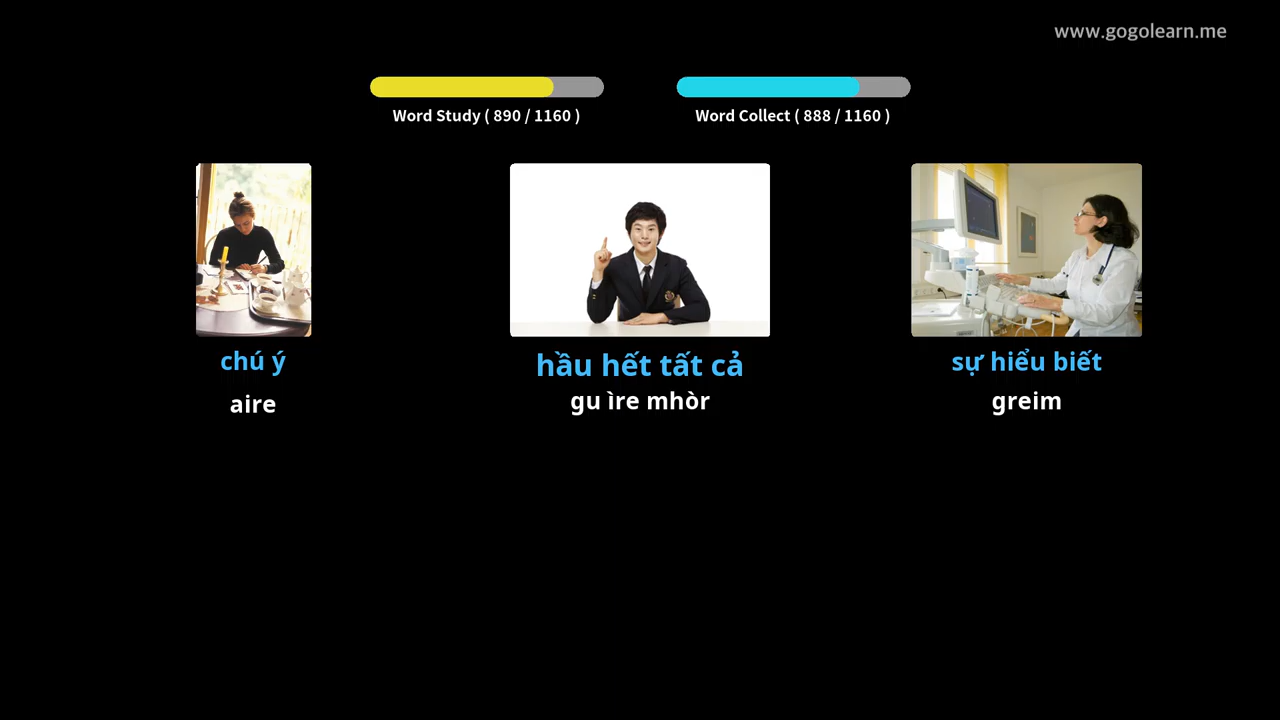 www.gogolearn.me
Word Study ( 890 / 1160 )
Word Collect ( 888 / 1160 )
chú ý
aire
hầu hết tất cả
gu ìre mhòr
sự hiểu biết
greim